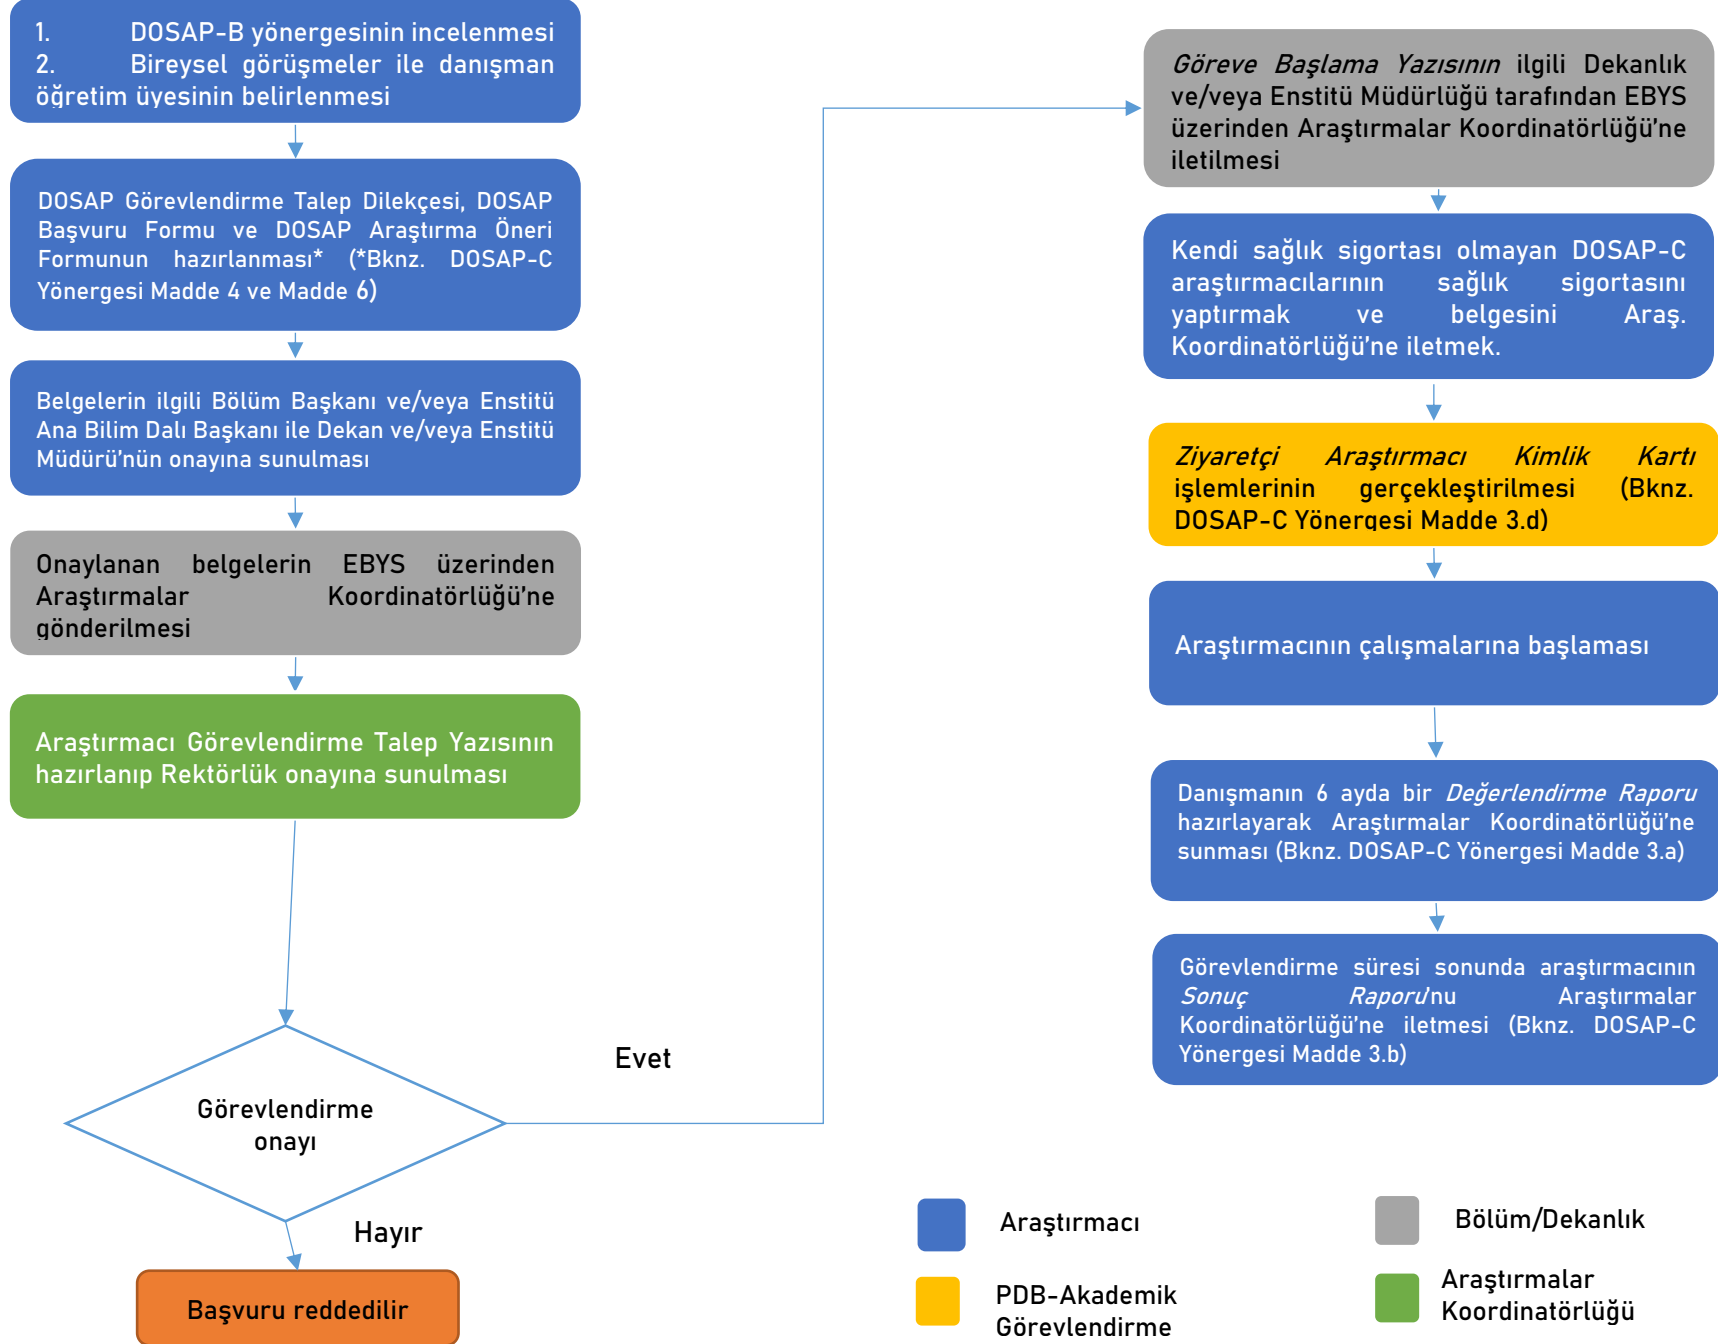 1. DOSAP-B yönergesinin incelenmesi
2. Bireysel görüşmeler ile danışman
öğretim üyesinin belirlenmesi
DOSAP Görevlendirme Talep Dilekçesi, DOSAP
Başvuru Formu ve DOSAP Araştırma Öneri
Formunun hazırlanması* (*Bknz. DOSAP-C
Yönergesi Madde 4 ve Madde 6)
Belgelerin ilgili Bölüm Başkanı ve/veya Enstitü
Ana Bilim Dalı Başkanı ile Dekan ve/veya Enstitü
Müdürü'nün onayına sunulması
Onaylanan belgelerin EBYS üzerinden
Araştırmalar Koordinatörlüğü'ne
gönderilmesi
Araştırmacı Görevlendirme Talep Yazısının
hazırlanıp Rektörlük onayına sunulması
Görevlendirme
onayı
Evet
Hayır
Başvuru reddedilir
Göreve Başlama Yazısının ilgili Dekanlık
ve/veya Enstitü Müdürlüğü tarafından EBYS
üzerinden Araştırmalar Koordinatörlüğü'ne
iletilmesi
Kendi sağlık sigortası olmayan DOSAP-C
araştırmacılarının sağlık sigortasını
yaptırmak ve belgesini Araş.
Koordinatörlüğü'ne iletmek.
Ziyaretçi Araştırmacı Kimlik Kartı
işlemlerinin gerçekleştirilmesi (Bknz.
DOSAP-C Yönergesi Madde 3.d)
Araştırmacının çalışmalarına başlaması
Danışmanın 6 ayda bir Değerlendirme Raporu
hazırlayarak Araştırmalar Koordinatörlüğü'ne
sunması (Bknz. DOSAP-C Yönergesi Madde 3.a)
Görevlendirme süresi sonunda araştırmacının
Sonuç Raporu'nu Araştırmalar
Koordinatörlüğü'ne iletmesi (Bknz. DOSAP-C
Yönergesi Madde 3.b)
Araştırmacı
Bölüm/Dekanlık
PDB-Akademik
Görevlendirme
Araştırmalar
Koordinatörlüğü